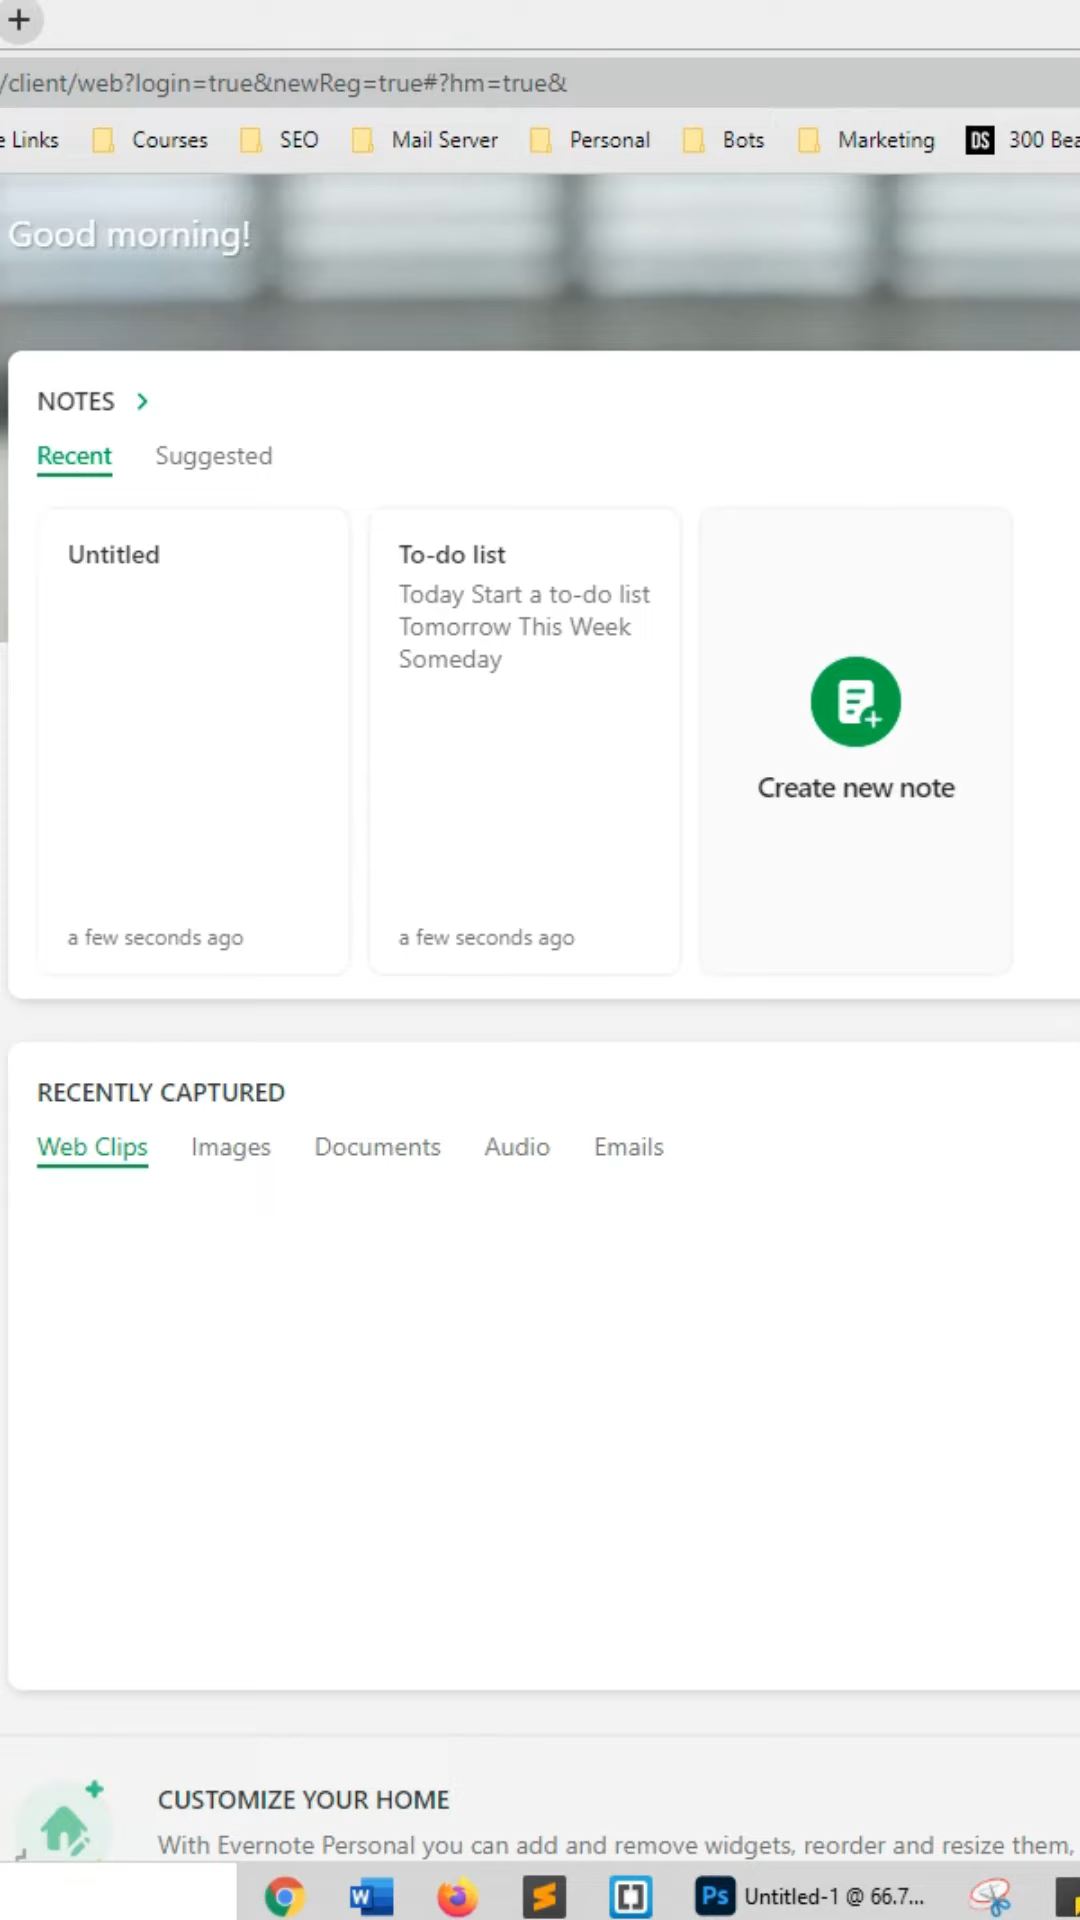 /client/web?login=true&newReg=true#?hm=true&
e Links Courses SEO Mail Server Personal Bots Marketing DS 300 Bea
Good morning!
NOTES
Recent Suggested
Untitled
a few seconds ago
To-do list
Today Start a to-do list
Tomorrow This Week
Someday
a few seconds ago
Create new note
RECENTLY CAPTURED
Web Clips Images Documents Audio Emails
CUSTOMIZE YOUR HOME
With Evernote Personal you can add and remove widgets, reorder and resize them,
W Ps Untitled-1 @ 66.7...